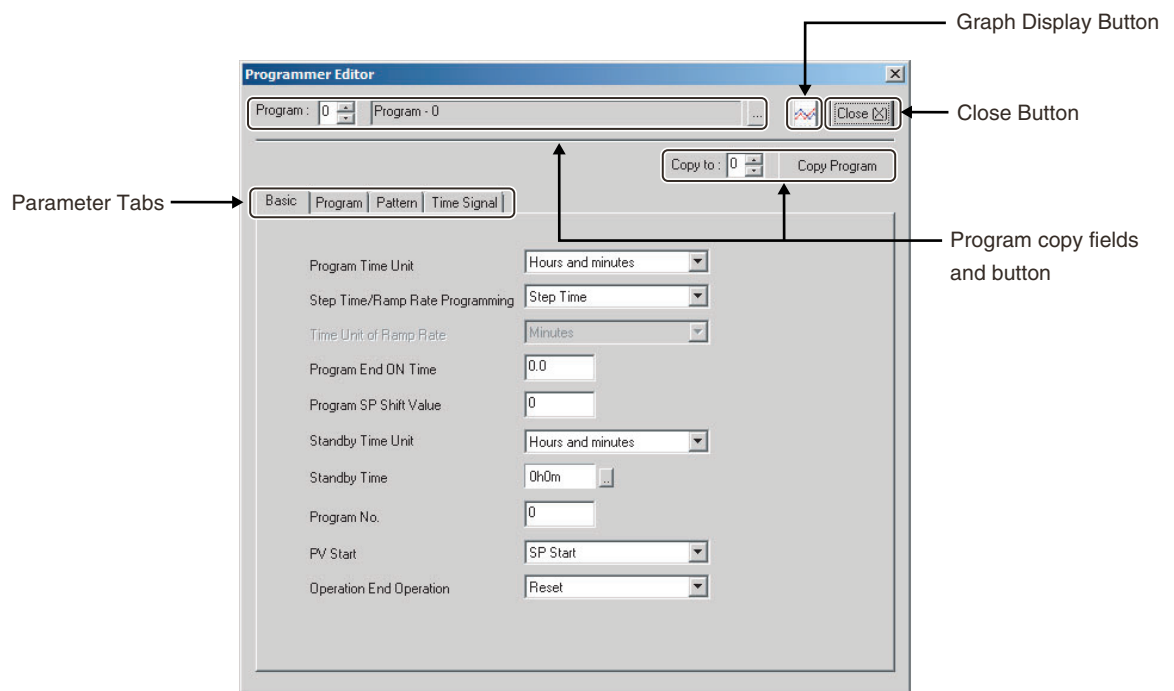 Graph Display Button
Programmer Editor
Program : 0 Program - 0 ... Close (X)
Close Button
Copy to : 0 Copy Program
Parameter Tabs
Basic Program Pattern Time Signal
Program copy fields
and button
Program Time Unit Hours and minutes
Step Time/Ramp Rate Programming Step Time
Time Unit of Ramp Rate Minutes
Program End ON Time 0.0
Program SP Shift Value 0
Standby Time Unit Hours and minutes
Standby Time 0h0m ..
Program No. 0
PV Start SP Start
Operation End Operation Reset